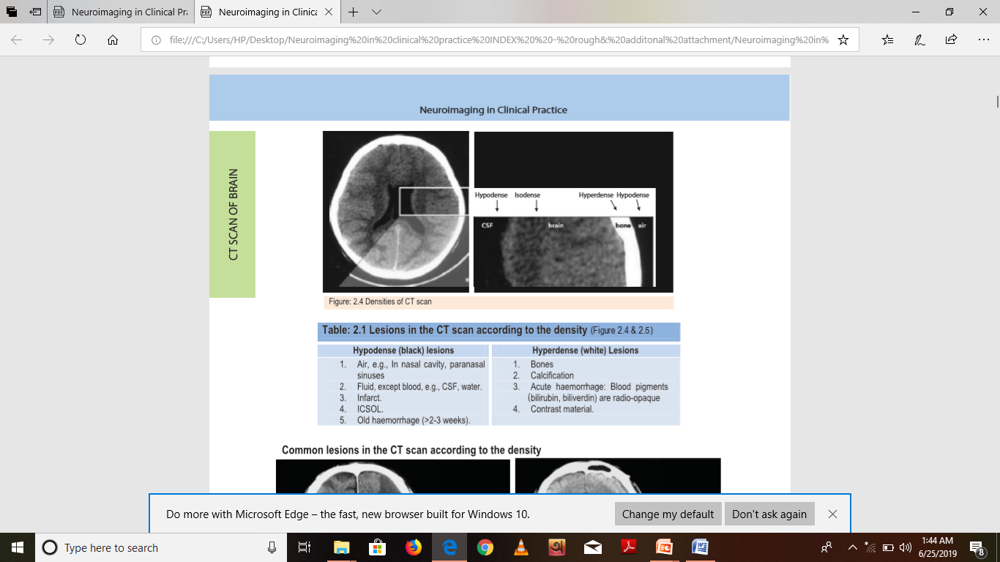 Neuroimaging in Clinical Pr
Neuroimaging in Clinica
file:///C:/Users/HP/Desktop/Neuroimaging%20in%20clinical%20practice%20INDEX%20%20-%20rough&%20additonal%20attachment/Neuroimaging%20in%
Neuroimaging in Clinical Practice
CT SCAN OF BRAIN
Hypodense Isodense Hyperdense Hypodense
CSF brain bone air
Figure: 2.4 Densities of CT scan
Table: 2.1 Lesions in the CT scan according to the density (Figure 2.4 & 2.5)
Hypodense (black) lesions
1. Air, e.g., In nasal cavity, paranasal
sinuses
2. Fluid, except blood, e.g., CSF, water.
3. Infarct.
4. ICSOL.
5. Old haemorrhage (>2-3 weeks).
Hyperdense (white) Lesions
1. Bones
2. Calcification
3. Acute haemorrhage: Blood pigments
(bilirubin, biliverdin) are radio-opaque
4. Contrast material.
Common lesions in the CT scan according to the density
Do more with Microsoft Edge – the fast, new browser built for Windows 10.
Change my default
Don't ask again
Type here to search
1:44 AM
6/25/2019
8